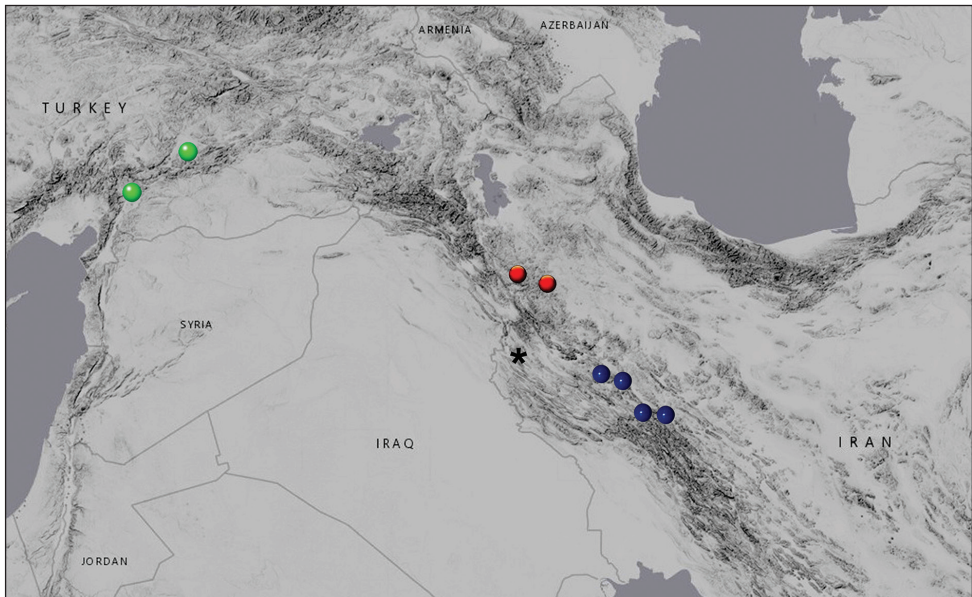 ARMENIA
AZERBAIJAN
TURKEY
SYRIA
*
IRAQ
IRAN
JORDAN